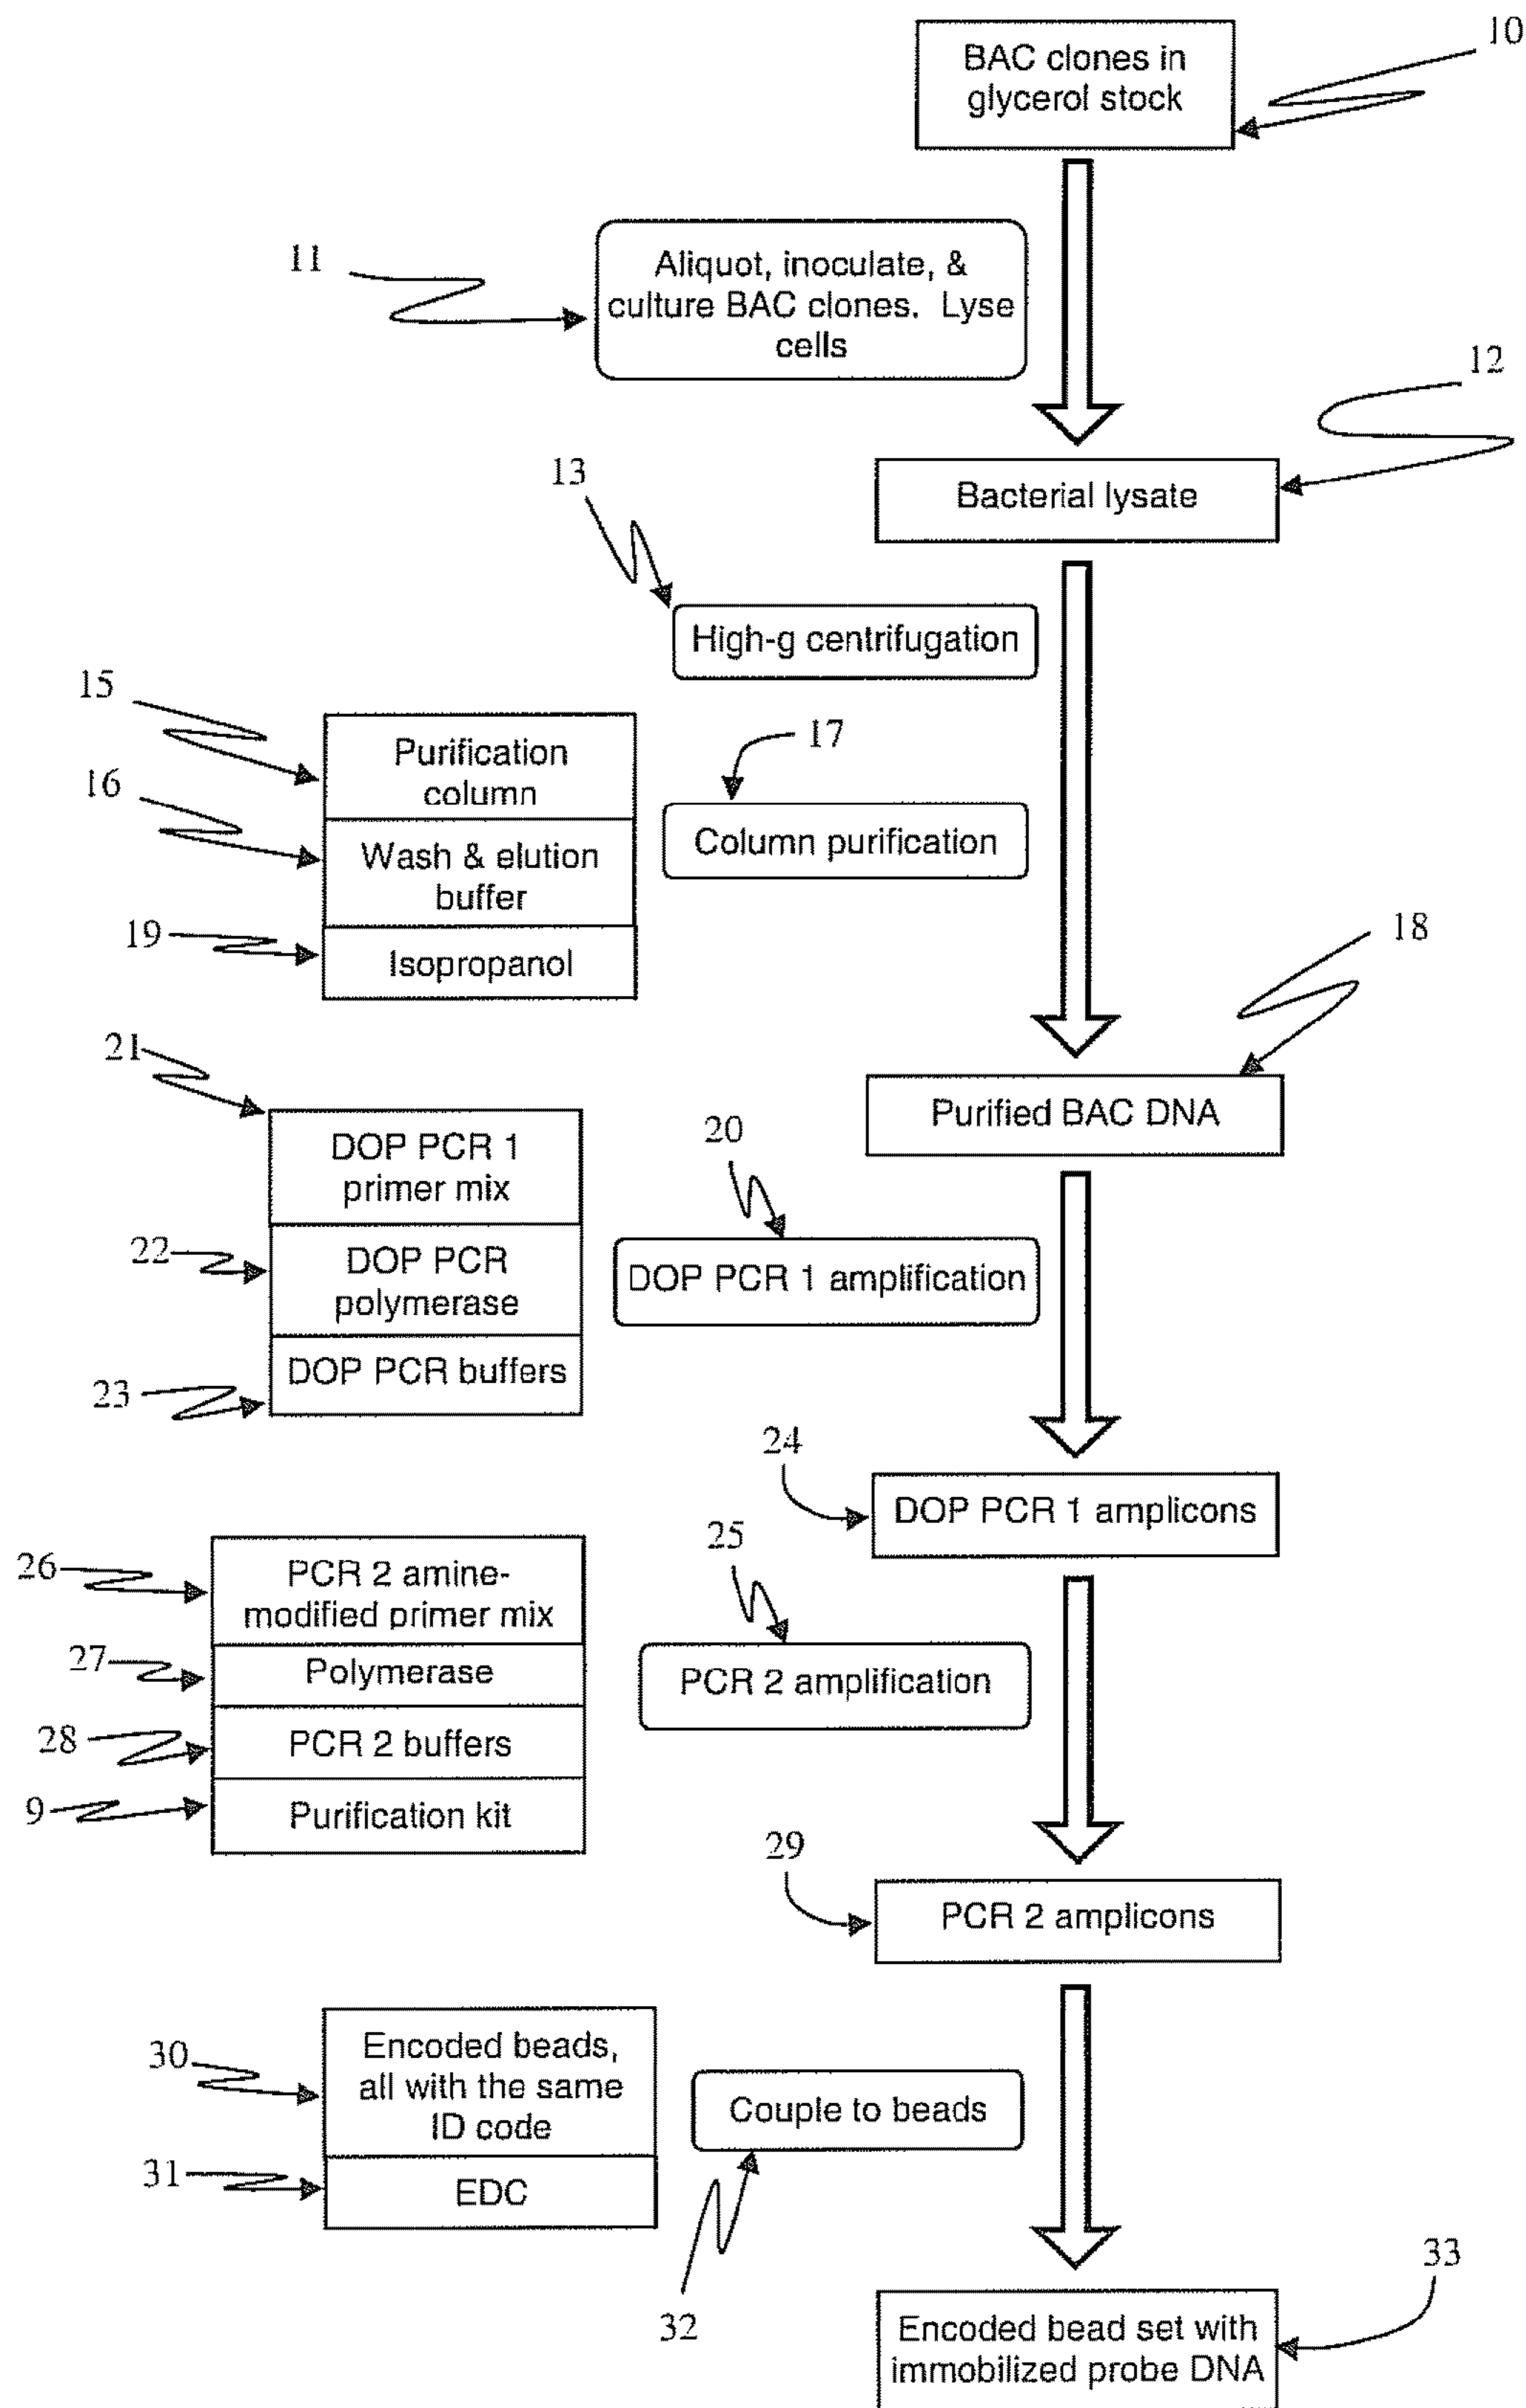 10
BAC clones in
glycerol stock
11
Aliquot, inoculate, &
culture BAC clones. Lyse
cells
12
Bacterial lysate
13
High-g centrifugation
15
Purification
column
16
Wash & elution
buffer
19
Isopropanol
17
Column purification
18
Purified BAC DNA
21
DOP PCR 1
primer mix
22
DOP PCR
polymerase
23
DOP PCR buffers
20
DOP PCR 1 amplification
24
DOP PCR 1 amplicons
26
PCR 2 amine-
modified primer mix
27
Polymerase
28
PCR 2 buffers
9
Purification kit
25
PCR 2 amplification
29
PCR 2 amplicons
30
Encoded beads,
all with the same
ID code
31
EDC
Couple to beads
32
33
Encoded bead set with
immobilized probe DNA